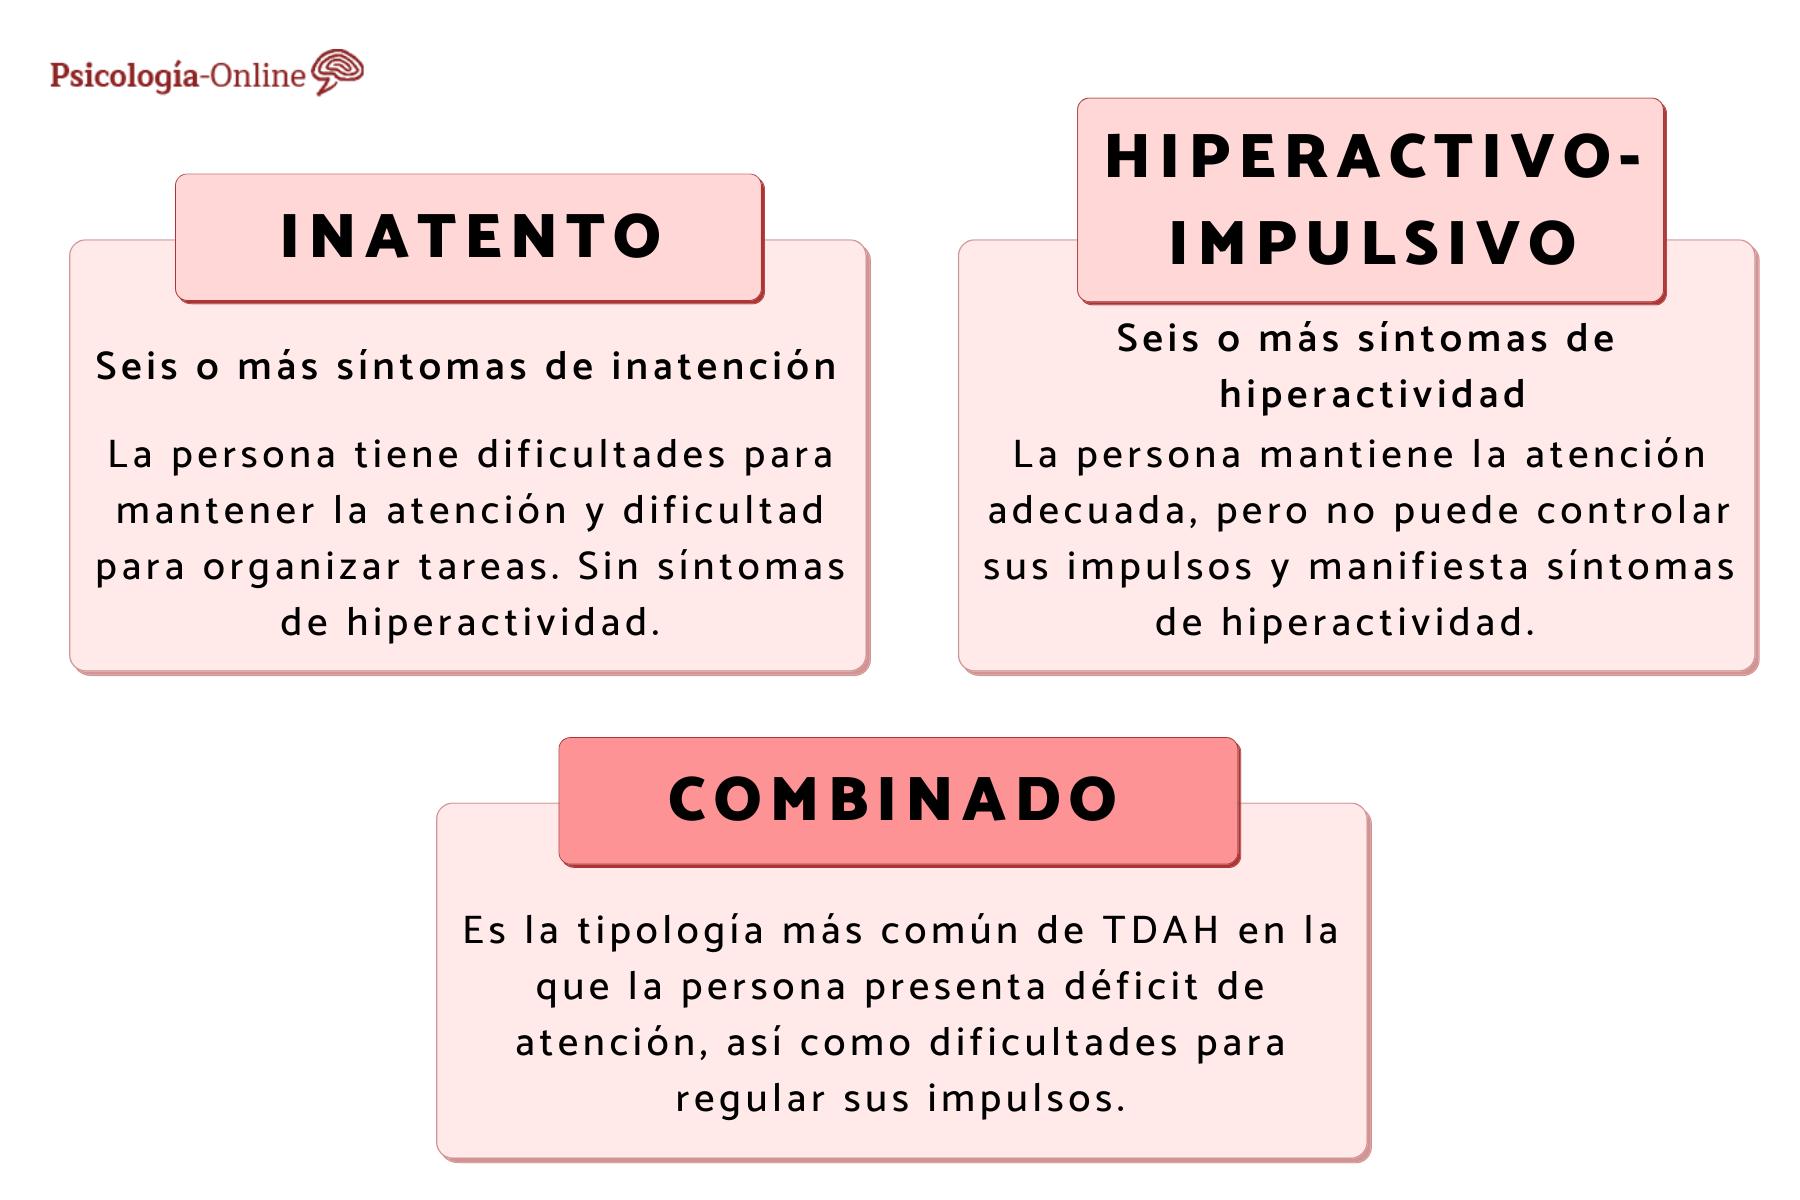 Psicología-Online
INATENTO
Seis o más síntomas de inatención
La persona tiene dificultades para
mantener la atención y dificultad
para organizar tareas. Sin síntomas
de hiperactividad.
HIPERACTIVO-
IMPULSIVO
Seis o más síntomas de
hiperactividad
La persona mantiene la atención
adecuada, pero no puede controlar
sus impulsos y manifiesta síntomas
de hiperactividad.
COMBINADO
Es la tipología más común de TDAH en la
que la persona presenta déficit de
atención, así como dificultades para
regular sus impulsos.